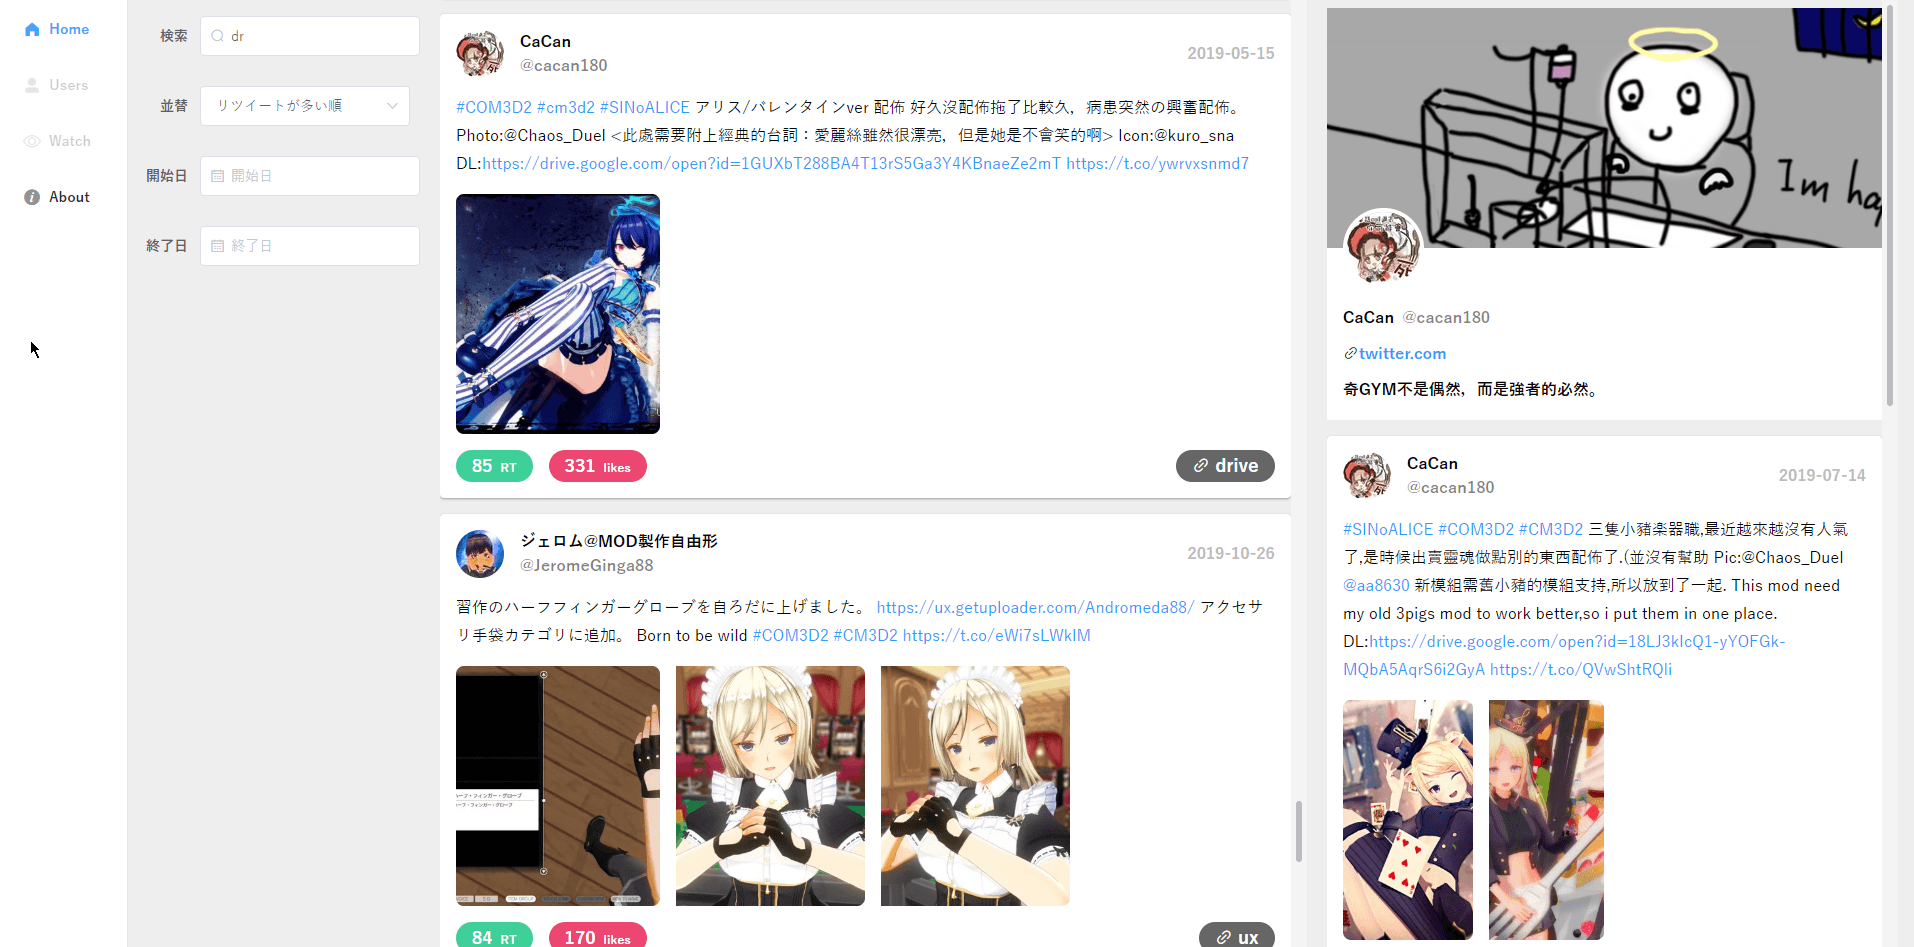 Home
Users
Watch
About
検索
dr
並替
リツイートが多い順
開始日
開始日
終了日
終了日
CaCan
@cacan180
2019-05-15
#COM3D2 #cm3d2 #SINoALICE アリス/バレンタインver 配佈 好久沒配佈拖了比較久，病患突然の興奮配佈。
Photo:@Chaos_Duel <此處需要附上經典的台詞：愛麗絲雖然很漂亮，但是她是不會笑的啊> Icon:@kuro_sna
DL:https://drive.google.com/open?id=1GUXbT288BA4T13rS5Ga3Y4KBnaeZe2mT https://t.co/ywrvxsnmd7
85 RT
331 likes
drive
ジェロム@MOD製作自由形
@JeromeGinga88
2019-10-26
習作のハーフフィンガーグローブを自ろだに上げました。 https://ux.getuploader.com/Andromeda88/ アクセサ
リ手袋カテゴリに追加。 Born to be wild #COM3D2 #CM3D2 https://t.co/eWi7sLWkIM
84 RT
170 likes
ux
Im ha
CaCan @cacan180
twitter.com
奇GYM不是偶然，而是強者的必然。
CaCan
@cacan180
2019-07-14
#SINoALICE #COM3D2 #CM3D2 三隻小豬楽器職,最近越來越沒有人氣
了,是時候出賣靈魂做點別的東西配佈了.(並沒有幫助 Pic:@Chaos_Duel
@aa8630 新模組需舊小豬的模組支持,所以放到了一起. This mod need
my old 3pigs mod to work better,so i put them in one place.
DL:https://drive.google.com/open?id=18LJ3kIcQ1-yYOFGk-
MQbA5AqrS6i2GyA https://t.co/QVwShtRQli